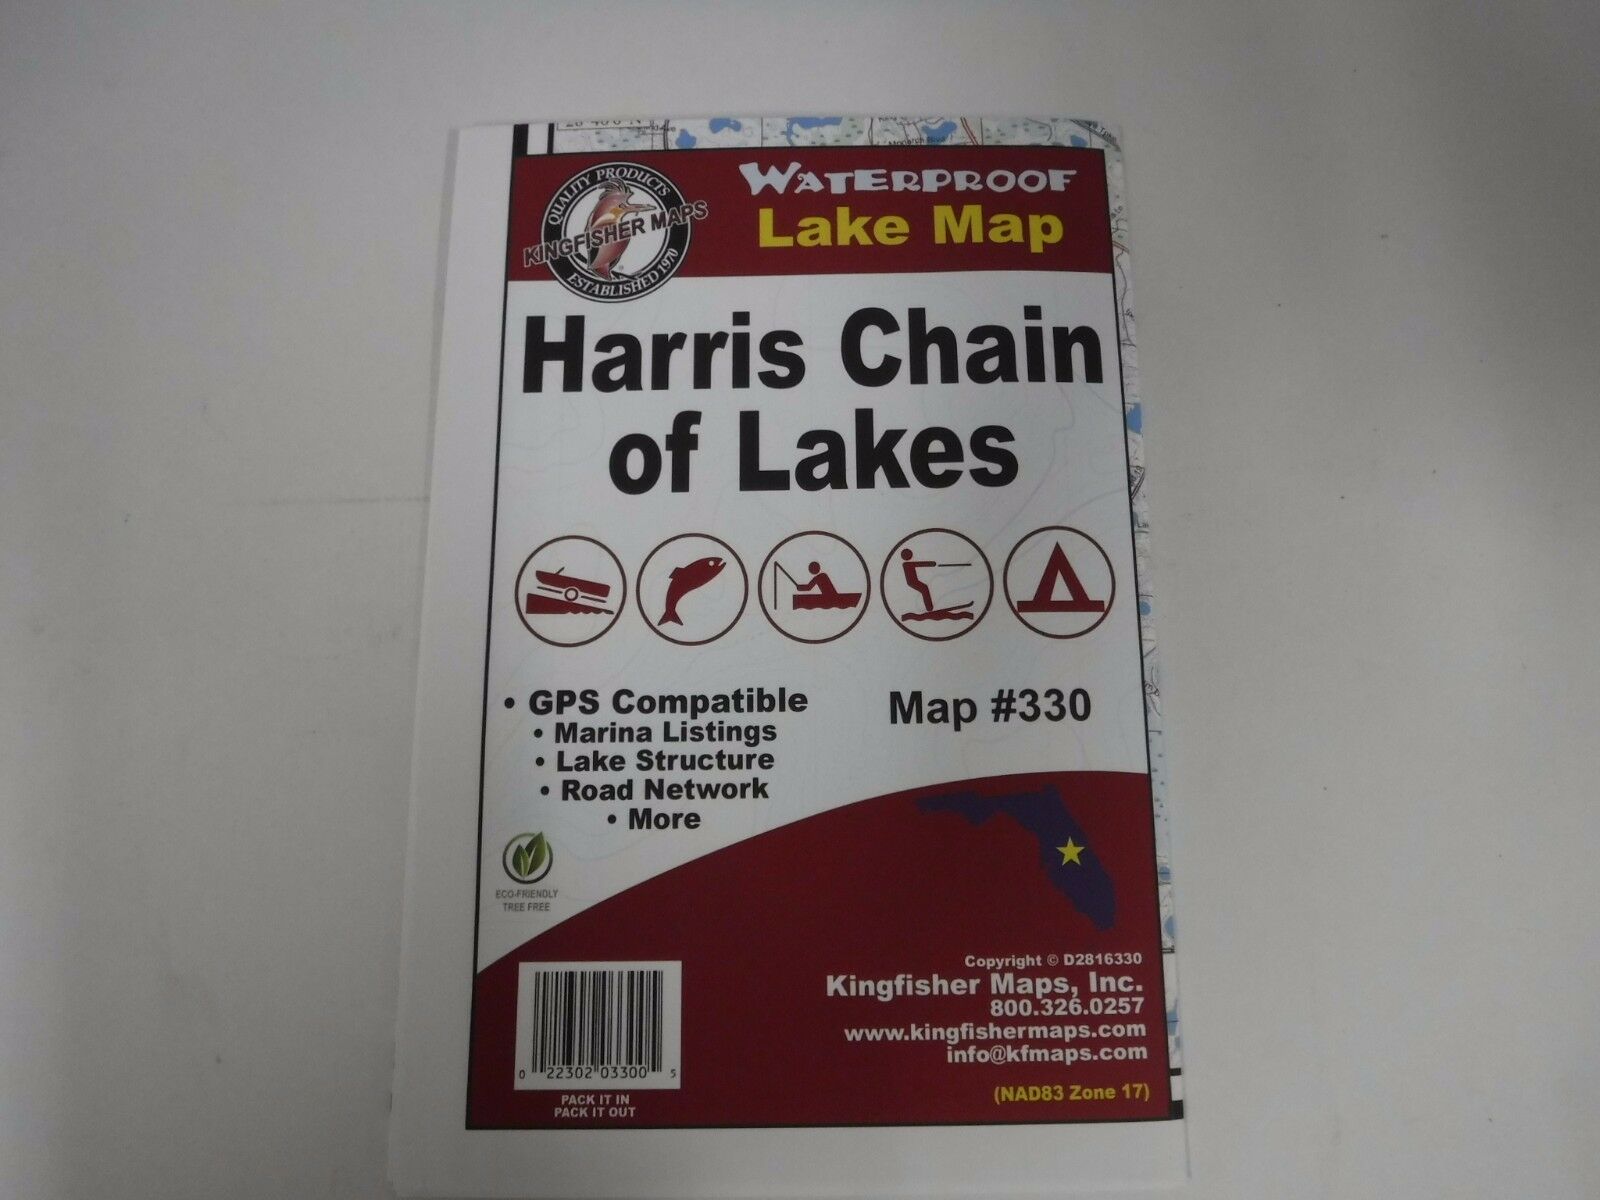 QUALITY PRODUCTS
KINGFISHER MAPS
ESTABLISHED 1970
WATERPROOF
Lake Map
Harris Chain
of Lakes
• GPS Compatible
• Marina Listings
• Lake Structure
• Road Network
• More
Map #330
ECO-FRIENDLY
TREE FREE
Copyright © D2816330
Kingfisher Maps, Inc.
800.326.0257
www.kingfishermaps.com
info@kfmaps.com
(NAD83 Zone 17)
0 22302 03300 5
PACK IT IN
PACK IT OUT